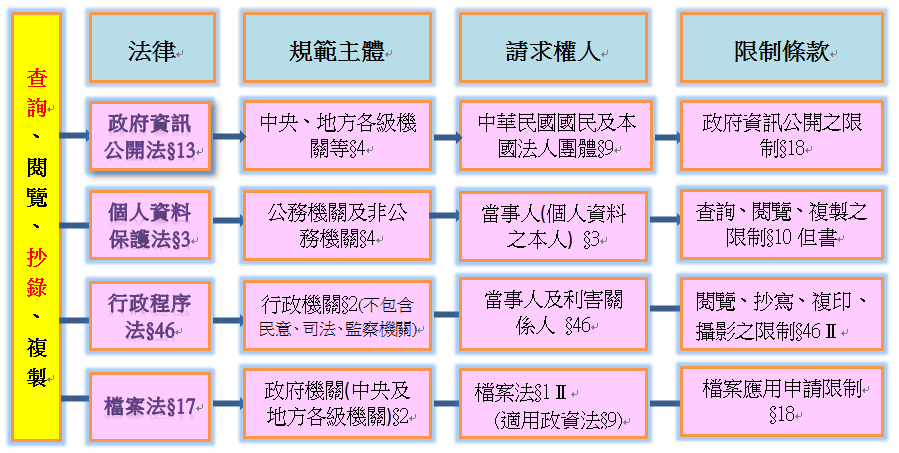 查詢、閱覽、抄錄、複製
法律
規範主體
請求權人
限制條款
政府資訊
公開法§13
中央、地方各級機
關等§4
中華民國國民及本
國法人團體§9
政府資訊公開之限
制§18
個人資料
保護法§3
公務機關及非公
務機關§4
當事人(個人資料
之本人) §3
查詢、閱覽、複製之
限制§10 但書
行政程序
法§46
行政機關§2(不包含
民意、司法、監察機關)
當事人及利害關
係人 §46
閱覽、抄寫、複印、
攝影之限制§46Ⅱ
檔案法§17
政府機關(中央及
地方各級機關)§2
檔案法§1Ⅱ
(適用政資法§9)
檔案應用申請限制
§18